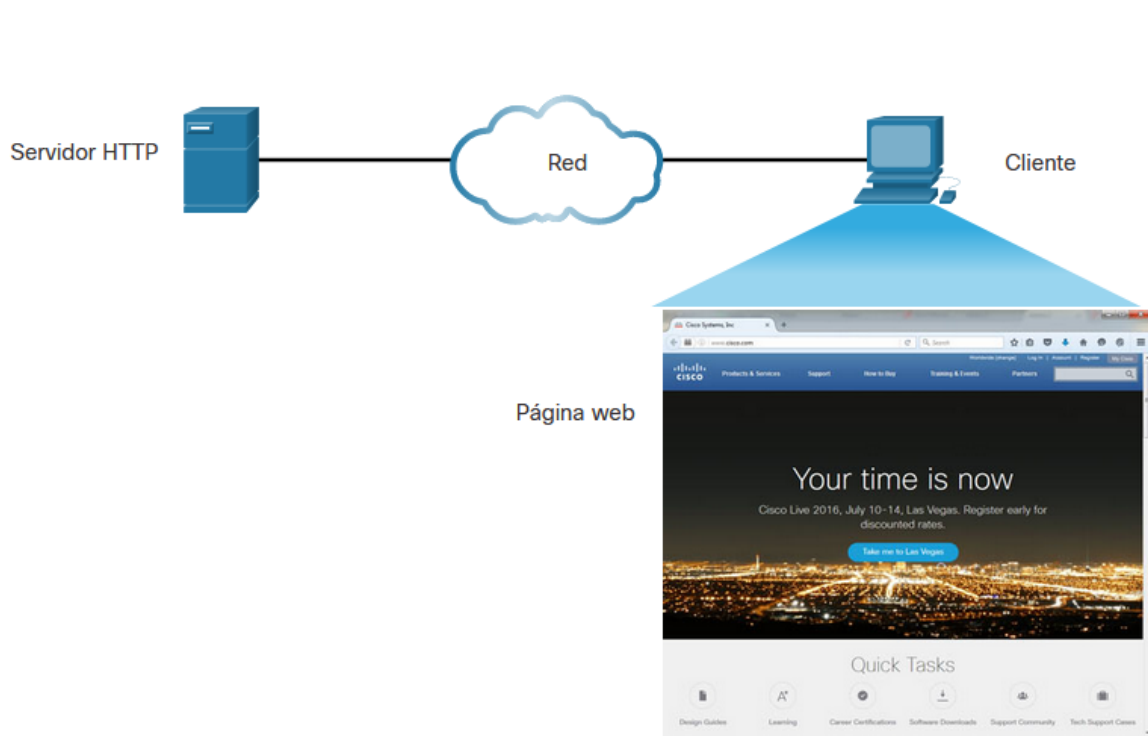 Servidor HTTP
Red
Cliente
Página web
Cisco Systems, Inc
www.cisco.com
Search
Worldwide [change] Log In | Account | Register My Cisco
CISCO Products & Services Support How to Buy Training & Events Partners
Your time is now
Cisco Live 2016, July 10-14, Las Vegas. Register early for
discounted rates.
Take me to Las Vegas
Quick Tasks
Design Guides Learning Career Certifications Software Downloads Support Community Tech Support Cases